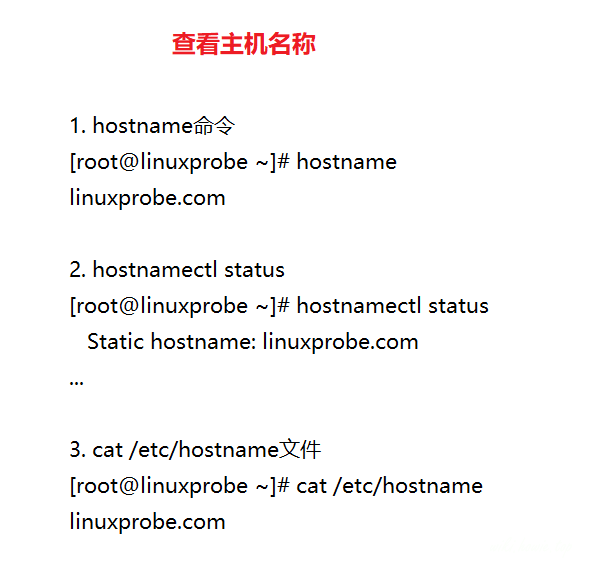 查看主机名称
1. hostname命令
[root@linuxprobe ~]# hostname
linuxprobe.com
2. hostnamectl status
[root@linuxprobe ~]# hostnamectl status
Static hostname: linuxprobe.com
...
3. cat /etc/hostname文件
[root@linuxprobe ~]# cat /etc/hostname
linuxprobe.com